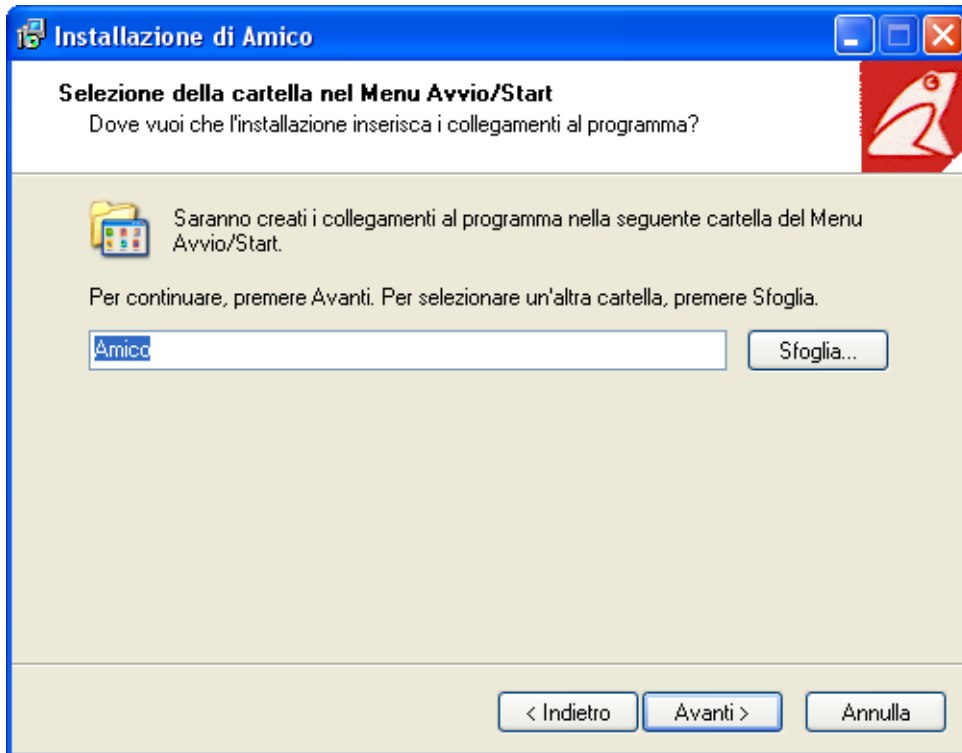 Installazione di Amico
Selezione della cartella nel Menu Avvio/Start
Dove vuoi che l'installazione inserisca i collegamenti al programma?
Saranno creati i collegamenti al programma nella seguente cartella del Menu
Avvio/Start.
Per continuare, premere Avanti. Per selezionare un'altra cartella, premere Sfoglia.
Amico
Sfoglia...
< Indietro
Avanti >
Annulla